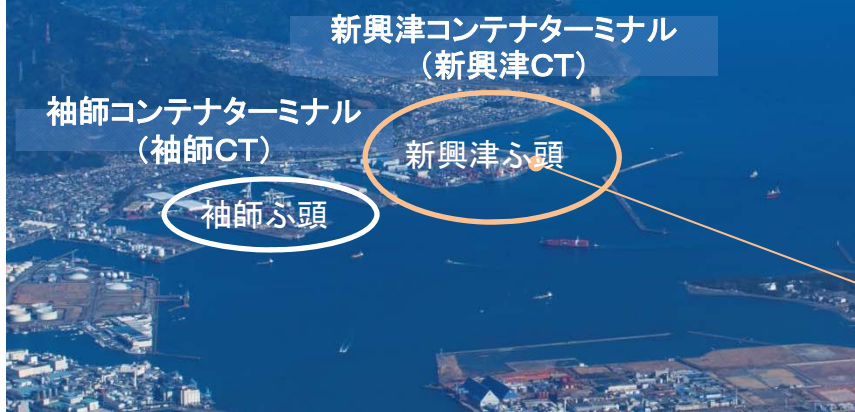 新興津コンテナターミナル
（新興津CT）
袖師コンテナターミナル
（袖師CT）
新興津ふ頭
袖師ふ頭